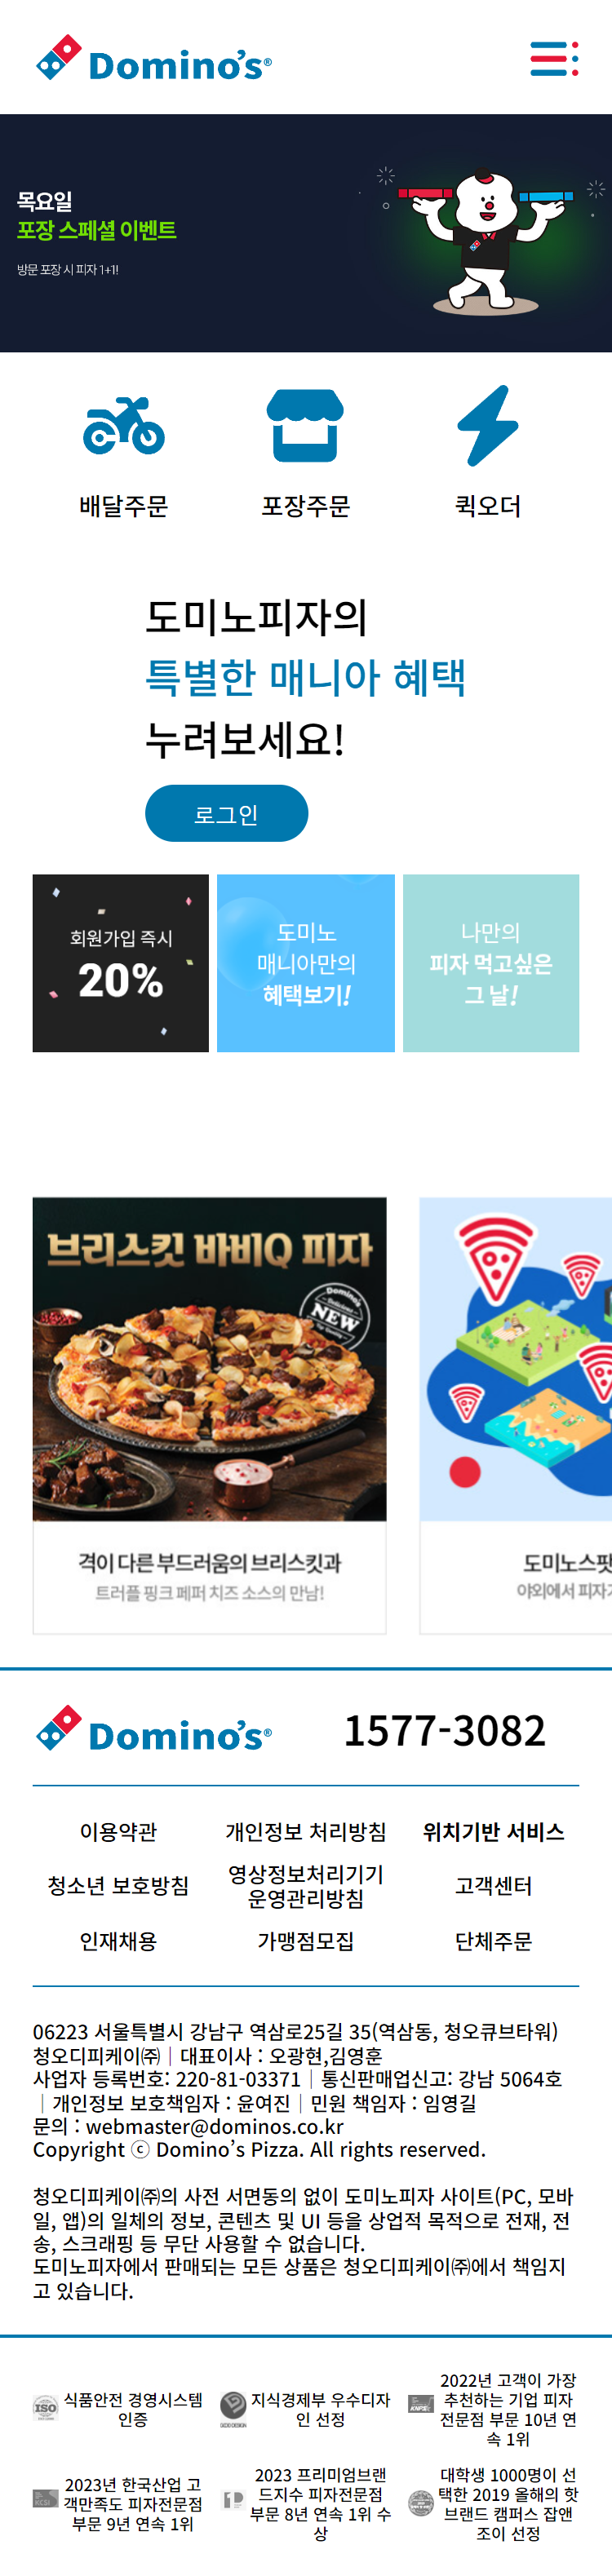 Domino's®
목요일
포장 스페셜 이벤트
방문 포장 시 피자 1+1!
배달주문
포장주문
퀵오더
도미노피자의
특별한 매니아 혜택
누려보세요!
로그인
회원가입 즉시
20%
도미노
매니아만의
혜택보기!
나만의
피자 먹고싶은
그 날!
브리스킷 바비Q 피자
Domino's
NEW
격이 다른 부드러움의 브리스킷과
트러플 핑크 페퍼 치즈 소스의 만남!
도미노스팟
야외에서 피자
Domino's®
1577-3082
이용약관
개인정보 처리방침
위치기반 서비스
청소년 보호방침
영상정보처리기기
운영관리방침
고객센터
인재채용
가맹점모집
단체주문
06223 서울특별시 강남구 역삼로25길 35(역삼동, 청오큐브타워)
청오디피케이㈜｜대표이사 : 오광현,김영훈
사업자 등록번호: 220-81-03371｜통신판매업신고: 강남 5064호
｜개인정보 보호책임자 : 윤여진｜민원 책임자 : 임영길
문의 : webmaster@dominos.co.kr
Copyright ⓒ Domino's Pizza. All rights reserved.
청오디피케이㈜의 사전 서면동의 없이 도미노피자 사이트(PC, 모바
일, 앱)의 일체의 정보, 콘텐츠 및 UI 등을 상업적 목적으로 전재, 전
송, 스크래핑 등 무단 사용할 수 없습니다.
도미노피자에서 판매되는 모든 상품은 청오디피케이㈜에서 책임지
고 있습니다.
ISO
식품안전 경영시스템
인증
GOOD DESIGN
지식경제부 우수디자
인 선정
KNPS
2022년 고객이 가장
추천하는 기업 피자
전문점 부문 10년 연
속 1위
KCSI
2023년 한국산업 고
객만족도 피자전문점
부문 9년 연속 1위
2023 프리미엄브랜
드지수 피자전문점
부문 8년 연속 1위 수
상
대학생 1000명이 선
택한 2019 올해의 핫
브랜드 캠퍼스 잡앤
조이 선정